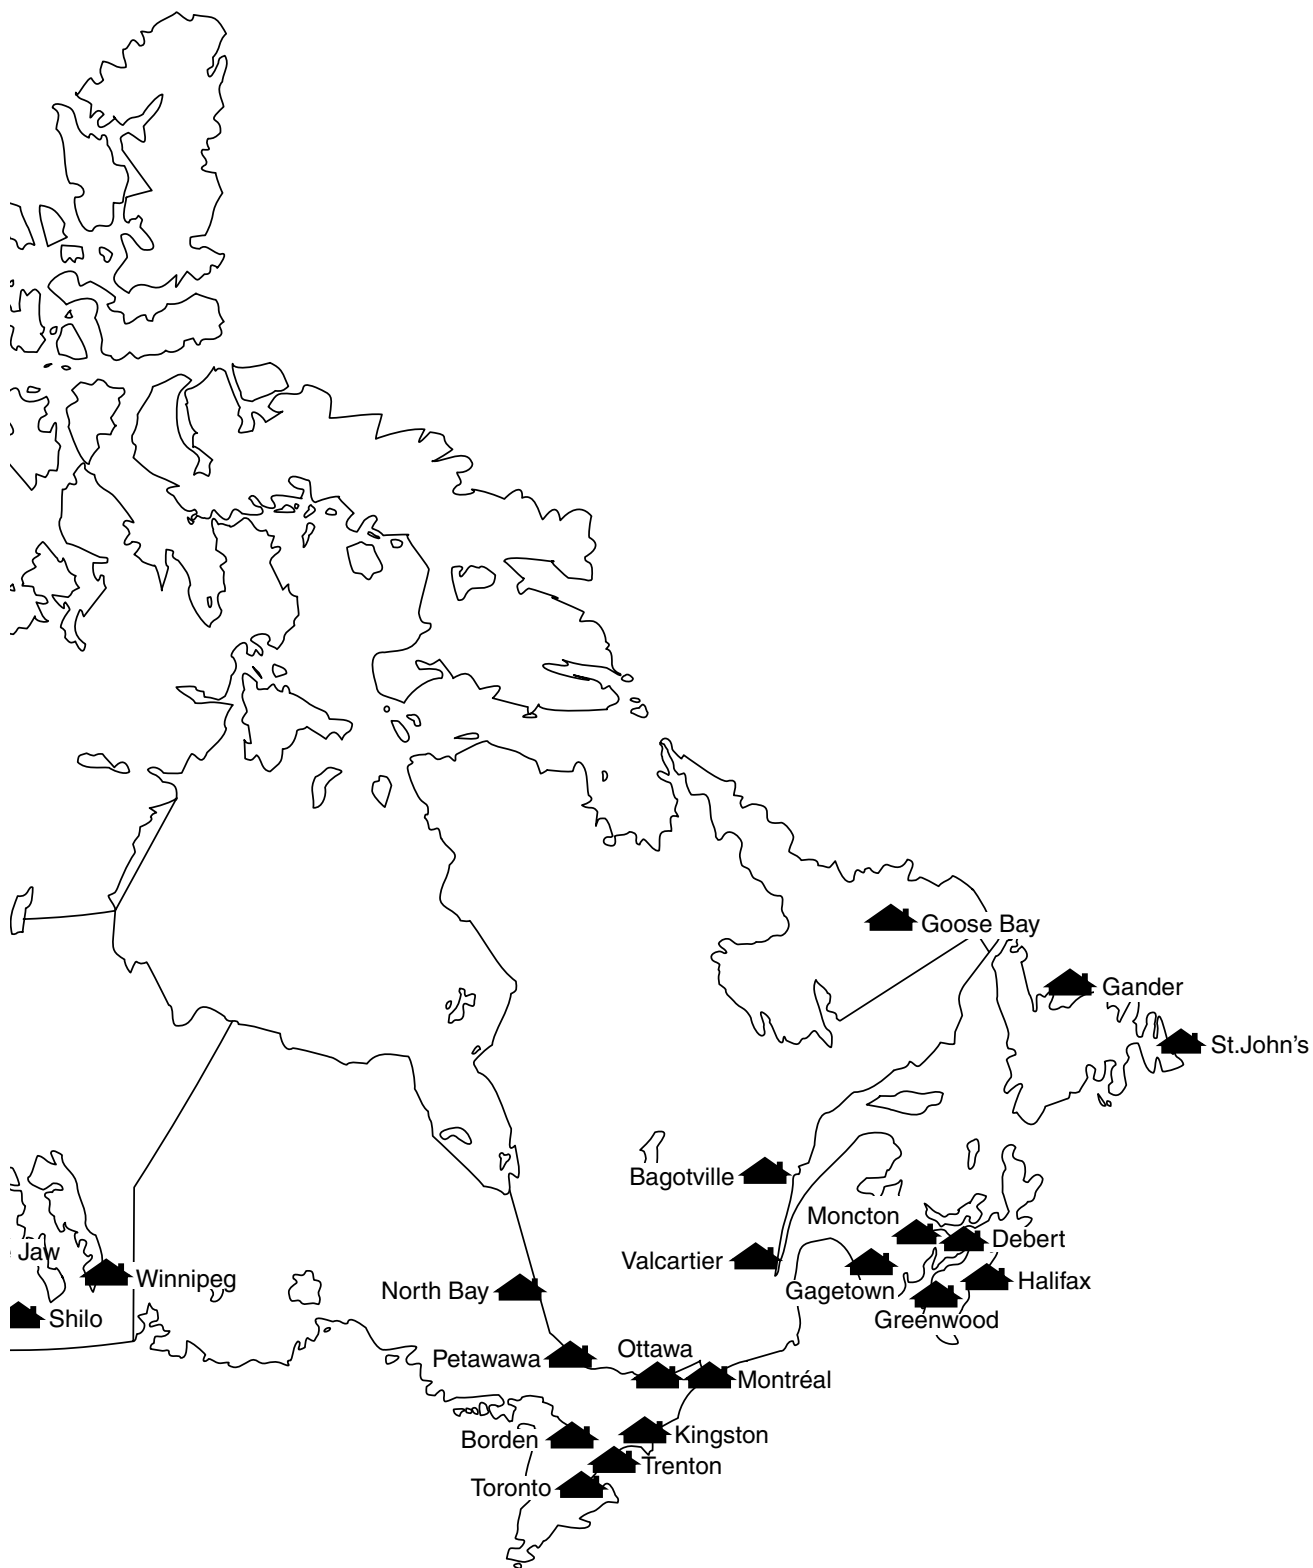 Goose Bay
Gander
St.John’s
Bagotville
Moncton
Debert
Jaw
Valcartier
Winnipeg
North Bay
Gagetown
Halifax
Shilo
Greenwood
Ottawa
Petawawa
Montréal
Borden
Kingston
Trenton
Toronto